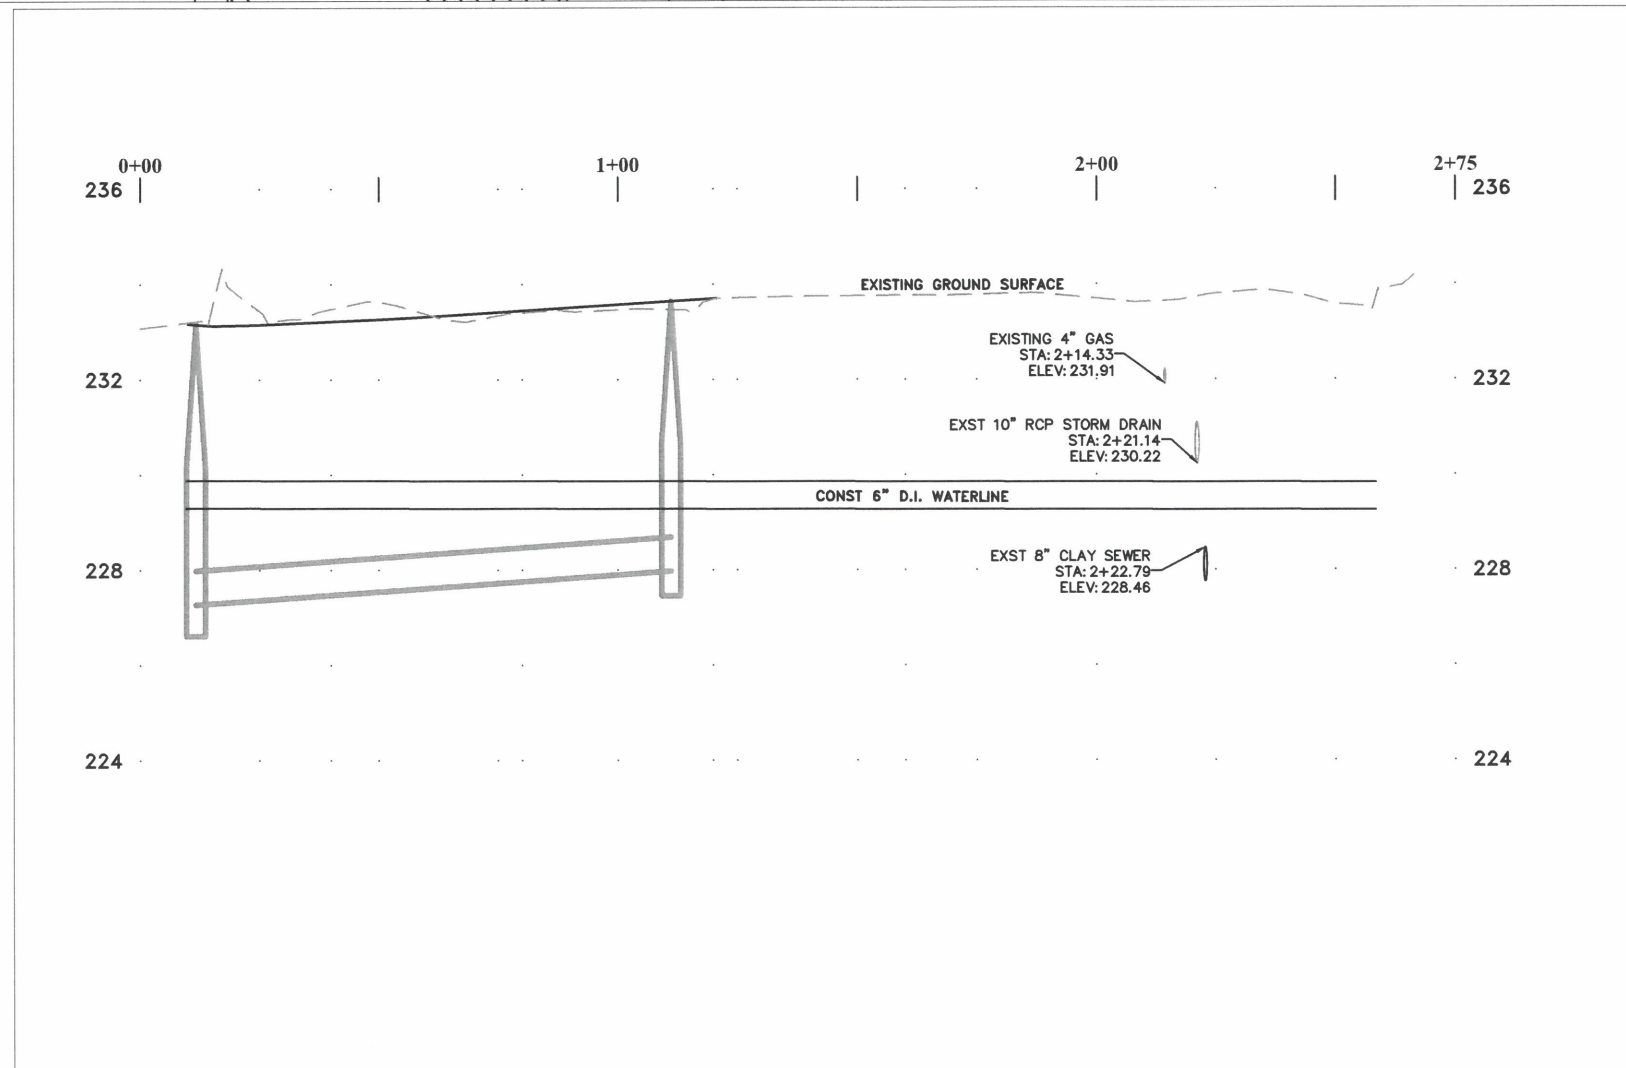 0+00 1+00 2+00 2+75
236 236
EXISTING GROUND SURFACE
EXISTING 4" GAS
STA: 2+14.33
ELEV: 231.91
232 232
EXST 10" RCP STORM DRAIN
STA: 2+21.14
ELEV: 230.22
CONST 6" D.I. WATERLINE
EXST 8" CLAY SEWER
STA: 2+22.79
ELEV: 228.46
228 228
224 224